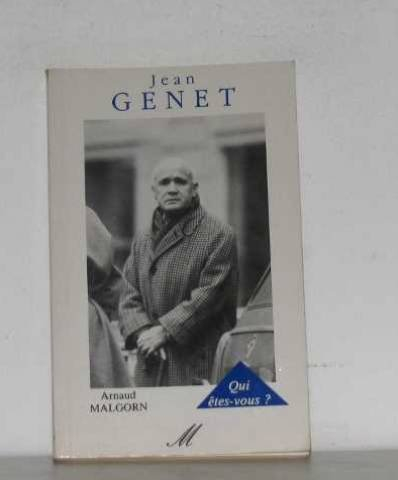 Jean
GENET
Arnaud
MALGORN
Qui
êtes-vous ?
M